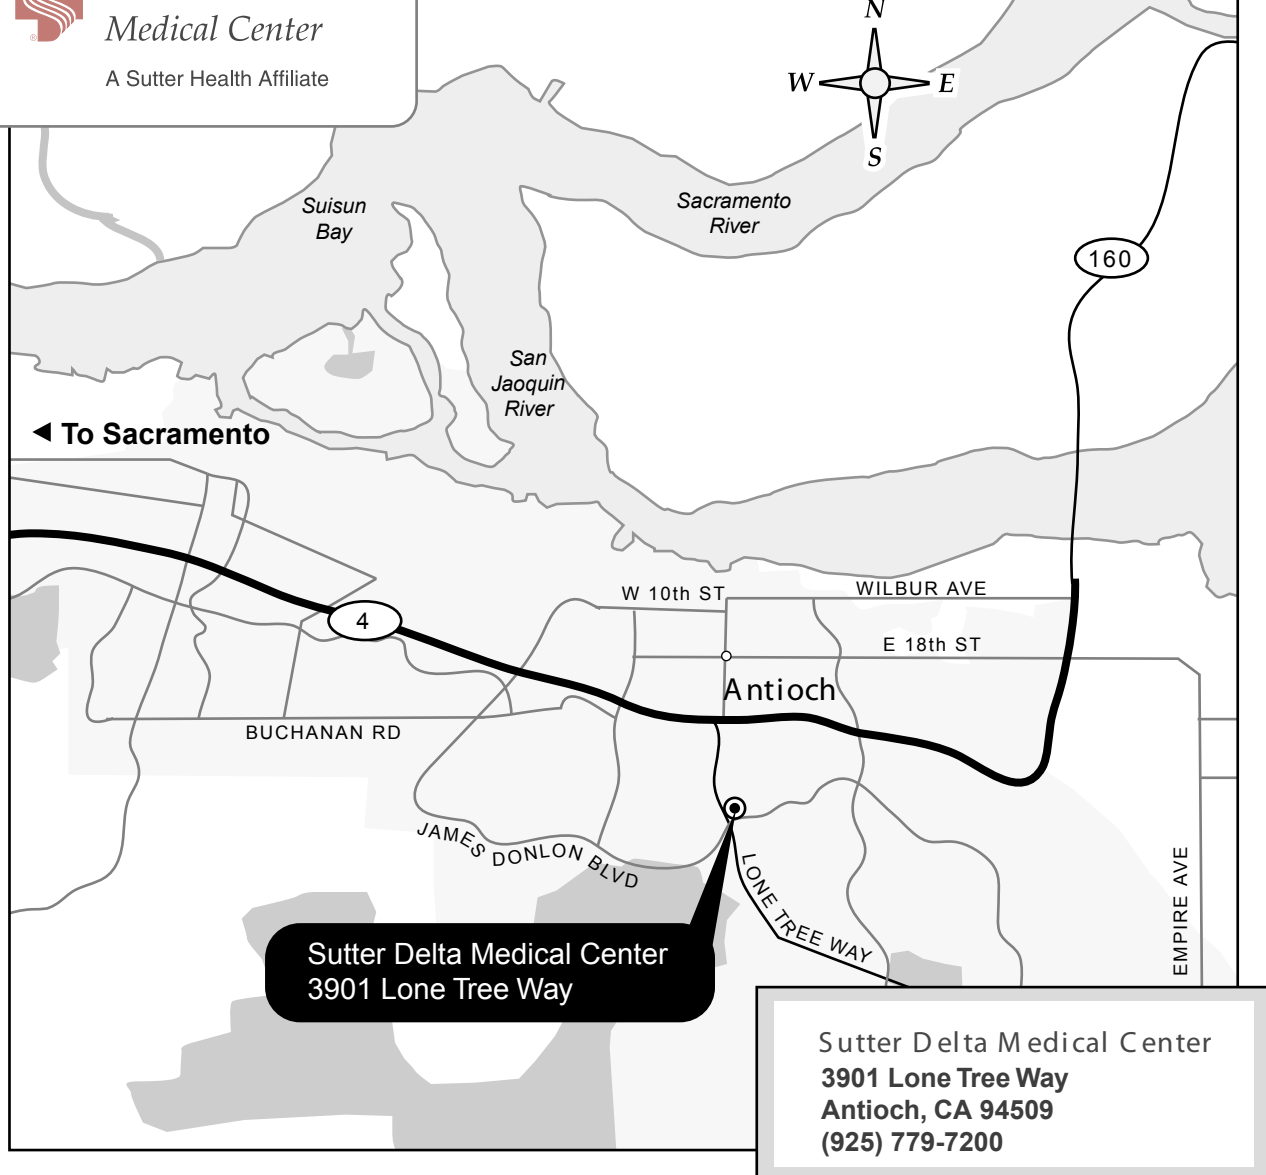 Medical Center
®
A Sutter Health Affiliate
N
W
E
S
Suisun
Bay
Sacramento
River
160
San
Jaoquin
River
To Sacramento
W 10th ST
WILBUR AVE
4
E 18th ST
Antioch
BUCHANAN RD
JAMES DONLON BLVD
LONE TREE WAY
EMPIRE AVE
Sutter Delta Medical Center
3901 Lone Tree Way
Sutter Delta Medical Center
3901 Lone Tree Way
Antioch, CA 94509
(925) 779-7200